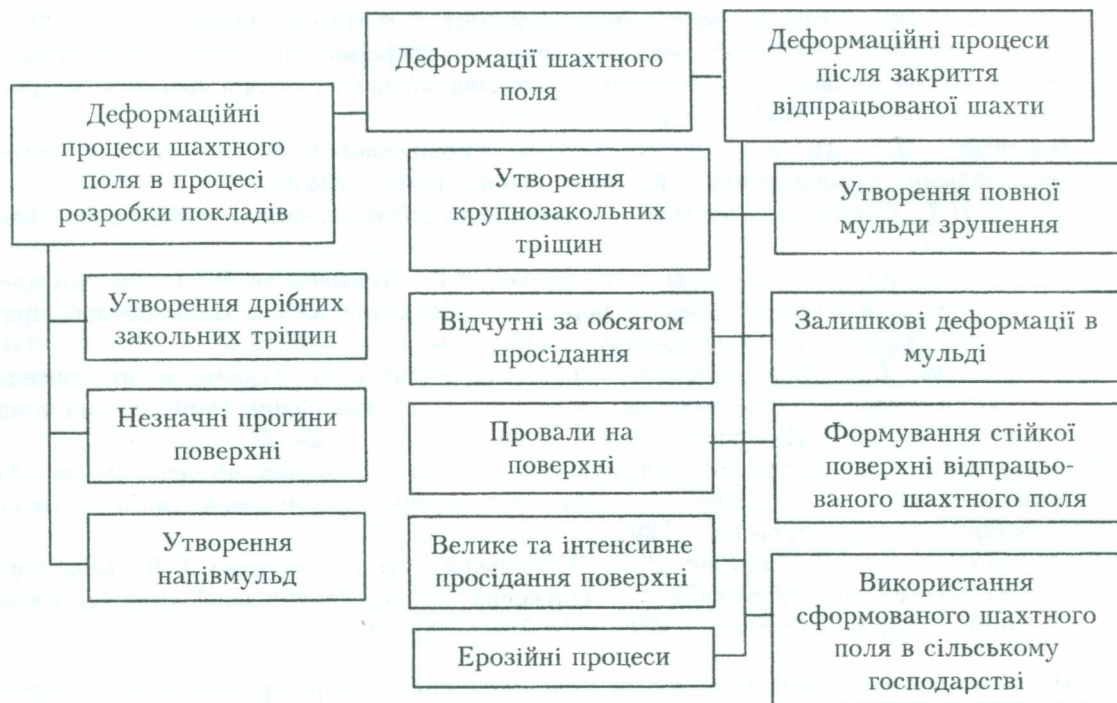 Деформації шахтного
поля
Деформаційні
процеси шахтного
поля в процесі
розробки покладів
Утворення дрібних
закольних тріщин
Незначні прогини
поверхні
Утворення
напівмульд
Деформаційні процеси
після закриття
відпрацьованої шахти
Утворення
крупнозакольних
тріщин
Відчутні за обсягом
просідання
Провали на
поверхні
Велике та інтенсивне
просідання поверхні
Ерозійні процеси
Утворення повної
мульди зрушення
Залишкові деформації в
мульді
Формування стійкої
поверхні відпрацьо-
ваного шахтного поля
Використання
сформованого шахтного
поля в сільському
господарстві